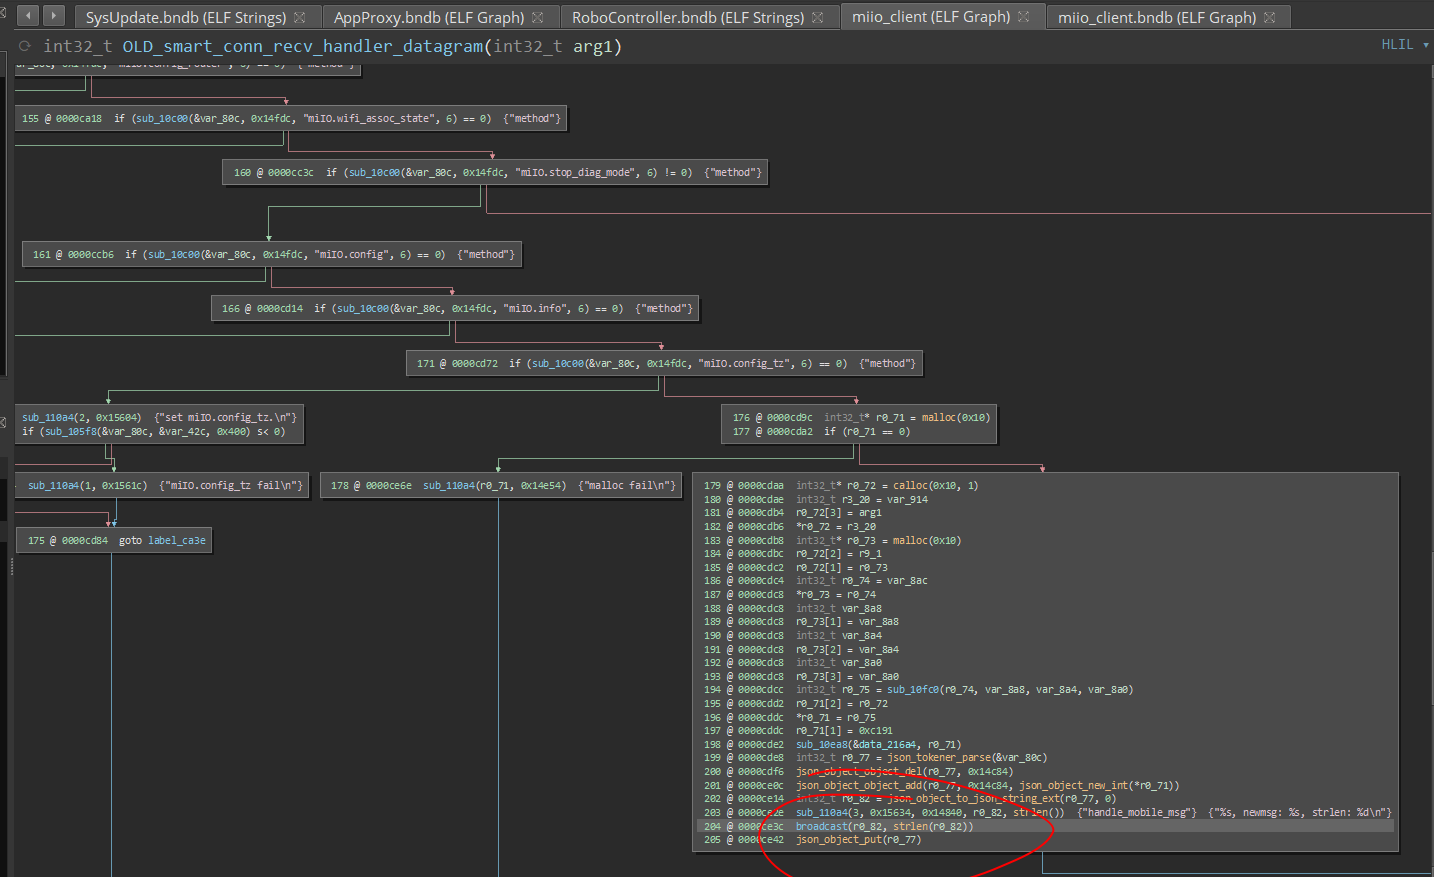 SysUpdate.bndb (ELF Strings) AppProxy.bndb (ELF Graph) RoboController.bndb (ELF Strings) miio_client (ELF Graph) miio_client.bndb (ELF Graph)
int32_t OLD_smart_conn_recv_handler_datagram(int32_t arg1) HLIL
155 @ 0000ca18 if (sub_10c00(&var_80c, 0x14fdc, "miIO.wifi_assoc_state", 6) == 0) {"method"}
160 @ 0000cc3c if (sub_10c00(&var_80c, 0x14fdc, "miIO.stop_diag_mode", 6) != 0) {"method"}
161 @ 0000ccb6 if (sub_10c00(&var_80c, 0x14fdc, "miIO.config", 6) == 0) {"method"}
166 @ 0000cd14 if (sub_10c00(&var_80c, 0x14fdc, "miIO.info", 6) == 0) {"method"}
171 @ 0000cd72 if (sub_10c00(&var_80c, 0x14fdc, "miIO.config_tz", 6) == 0) {"method"}
sub_110a4(2, 0x15604) {"set miIO.config_tz.\n"}
if (sub_105f8(&var_80c, &var_42c, 0x400) s< 0)
176 @ 0000cd9c int32_t* r0_71 = malloc(0x10)
177 @ 0000cda2 if (r0_71 == 0)
sub_110a4(1, 0x1561c) {"miIO.config_tz fail\n"}
178 @ 0000ce6e sub_110a4(r0_71, 0x14e54) {"malloc fail\n"}
175 @ 0000cd84 goto label_ca3e
179 @ 0000cdaa int32_t* r0_72 = calloc(0x10, 1)
180 @ 0000cdae int32_t r3_20 = var_914
181 @ 0000cdb4 r0_72[3] = arg1
182 @ 0000cdb6 *r0_72 = r3_20
183 @ 0000cdb8 int32_t* r0_73 = malloc(0x10)
184 @ 0000cdbc r0_72[2] = r9_1
185 @ 0000cdc2 r0_72[1] = r0_73
186 @ 0000cdc4 int32_t r0_74 = var_8ac
187 @ 0000cdc8 *r0_73 = r0_74
188 @ 0000cdc8 int32_t var_8a8
189 @ 0000cdc8 r0_73[1] = var_8a8
190 @ 0000cdc8 int32_t var_8a4
191 @ 0000cdc8 r0_73[2] = var_8a4
192 @ 0000cdc8 int32_t var_8a0
193 @ 0000cdc8 r0_73[3] = var_8a0
194 @ 0000cdcc int32_t r0_75 = sub_10fc0(r0_74, var_8a8, var_8a4, var_8a0)
195 @ 0000cdd2 r0_71[2] = r0_72
196 @ 0000cddc *r0_71 = r0_75
197 @ 0000cddc r0_71[1] = 0xc191
198 @ 0000cde2 sub_10ea8(&data_216a4, r0_71)
199 @ 0000cde8 int32_t r0_77 = json_tokener_parse(&var_80c)
200 @ 0000cdf6 json_object_object_del(r0_77, 0x14c84)
201 @ 0000ce0c json_object_object_add(r0_77, 0x14c84, json_object_new_int(*r0_71))
202 @ 0000ce14 int32_t r0_82 = json_object_to_json_string_ext(r0_77, 0)
203 @ 0000ce2e sub_110a4(3, 0x15634, 0x14840, r0_82, strlen()) {"handle_mobile_msg"} {"%s, newmsg: %s, strlen: %d\n"}
204 @ 0000ce3c broadcast(r0_82, strlen(r0_82))
205 @ 0000ce42 json_object_put(r0_77)